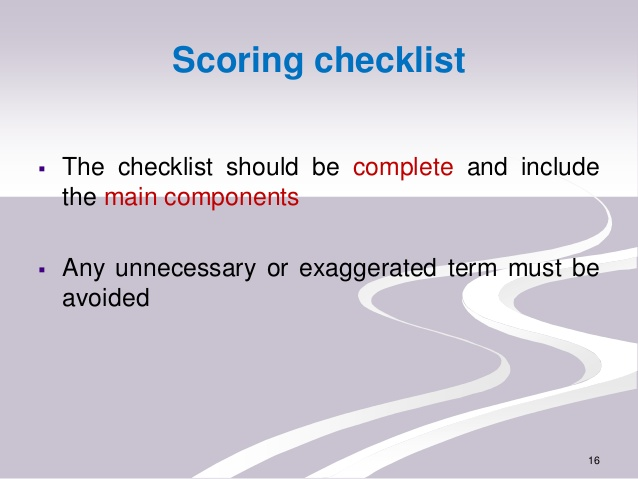 Scoring checklist
▪ The checklist should be complete and include
the main components
▪ Any unnecessary or exaggerated term must be
avoided
16